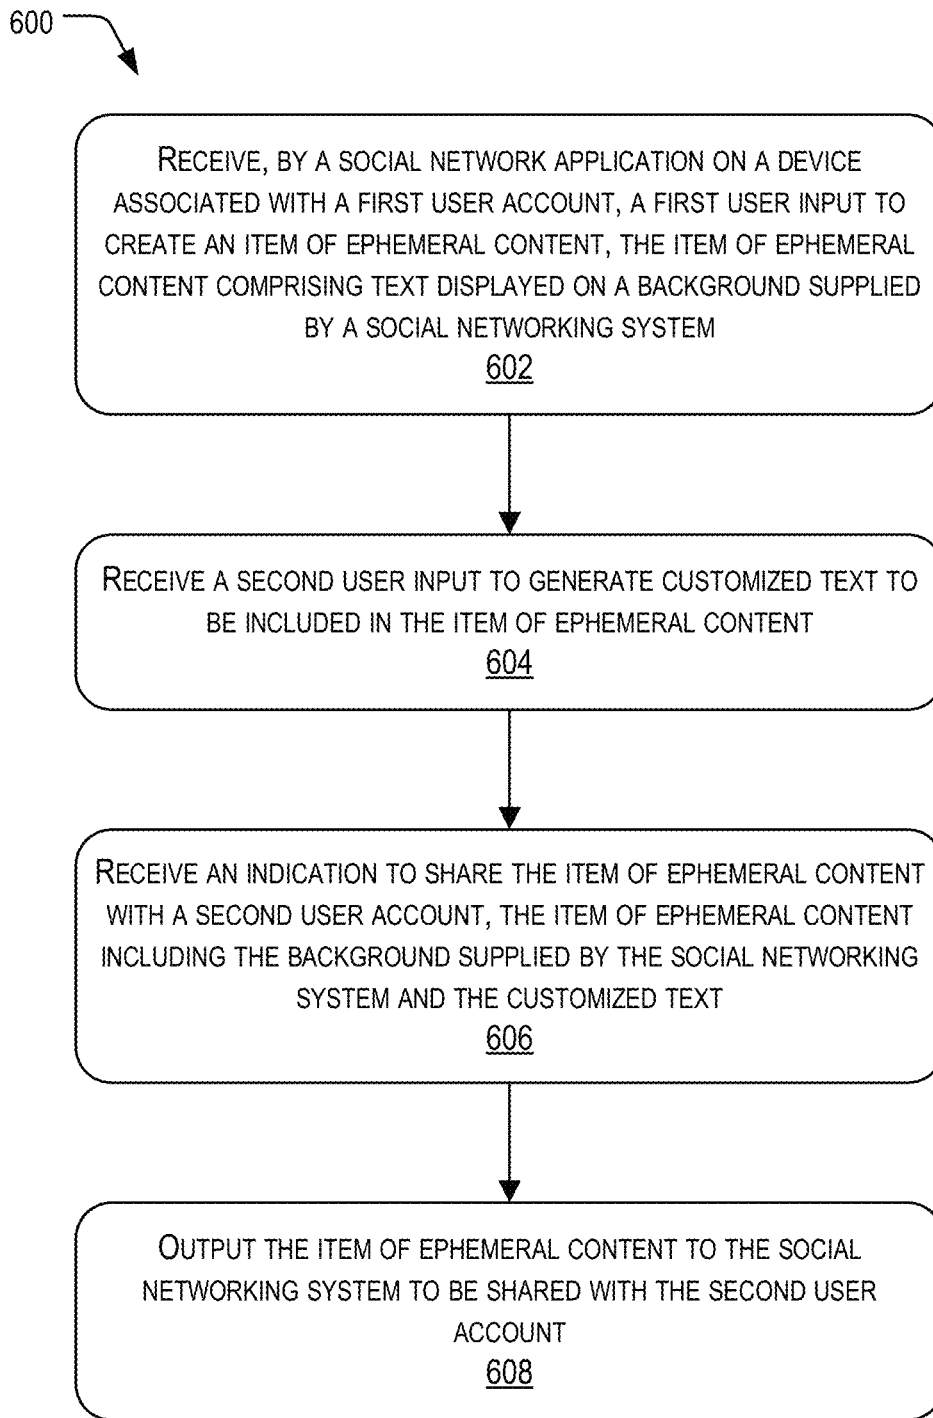 600
RECEIVE, BY A SOCIAL NETWORK APPLICATION ON A DEVICE
ASSOCIATED WITH A FIRST USER ACCOUNT, A FIRST USER INPUT TO
CREATE AN ITEM OF EPHEMERAL CONTENT, THE ITEM OF EPHEMERAL
CONTENT COMPRISING TEXT DISPLAYED ON A BACKGROUND SUPPLIED
BY A SOCIAL NETWORKING SYSTEM
602
RECEIVE A SECOND USER INPUT TO GENERATE CUSTOMIZED TEXT TO
BE INCLUDED IN THE ITEM OF EPHEMERAL CONTENT
604
RECEIVE AN INDICATION TO SHARE THE ITEM OF EPHEMERAL CONTENT
WITH A SECOND USER ACCOUNT, THE ITEM OF EPHEMERAL CONTENT
INCLUDING THE BACKGROUND SUPPLIED BY THE SOCIAL NETWORKING
SYSTEM AND THE CUSTOMIZED TEXT
606
OUTPUT THE ITEM OF EPHEMERAL CONTENT TO THE SOCIAL
NETWORKING SYSTEM TO BE SHARED WITH THE SECOND USER
ACCOUNT
608